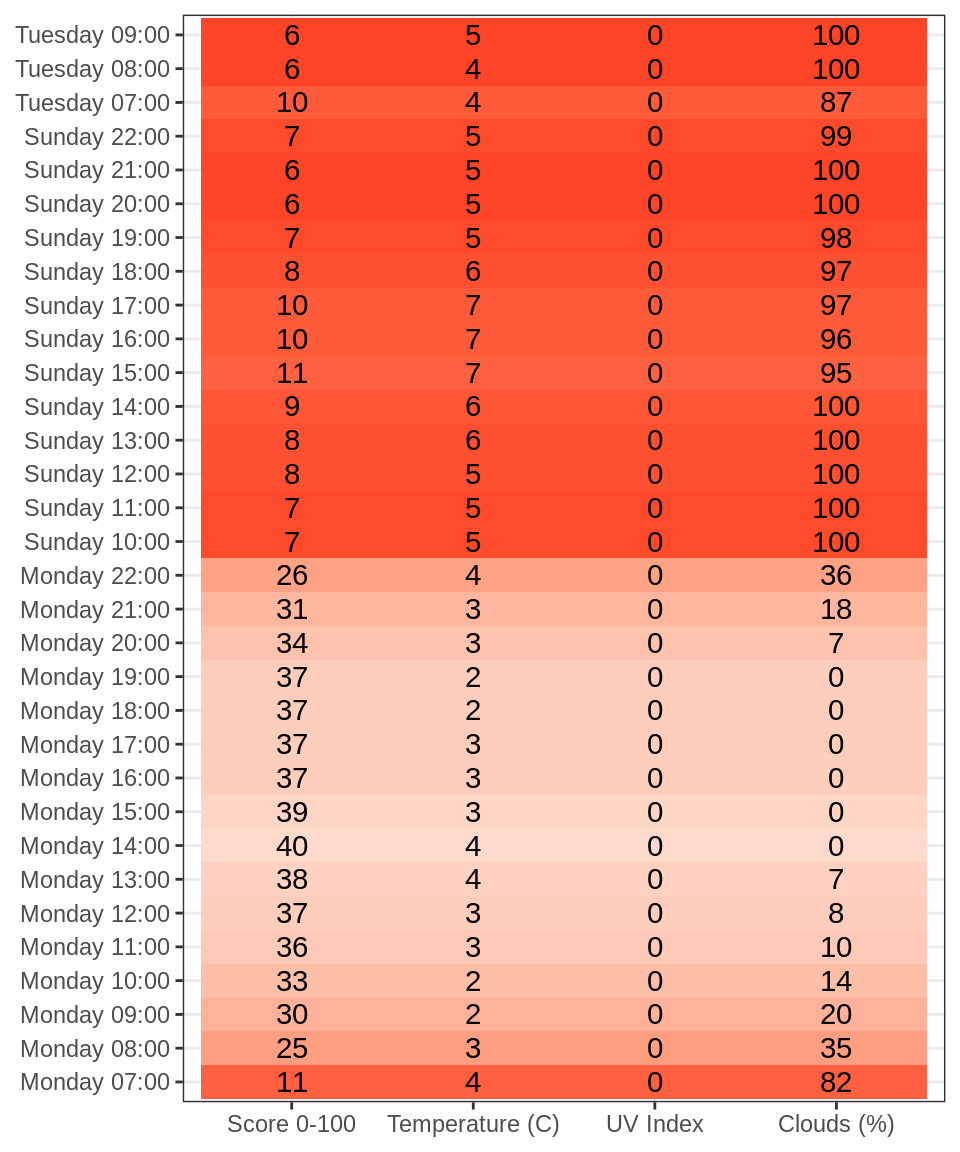 Tuesday 09:00 6 5 0 100
Tuesday 08:00 6 4 0 100
Tuesday 07:00 10 4 0 87
Sunday 22:00 7 5 0 99
Sunday 21:00 6 5 0 100
Sunday 20:00 6 5 0 100
Sunday 19:00 7 5 0 98
Sunday 18:00 8 6 0 97
Sunday 17:00 10 7 0 97
Sunday 16:00 10 7 0 96
Sunday 15:00 11 7 0 95
Sunday 14:00 9 6 0 100
Sunday 13:00 8 6 0 100
Sunday 12:00 8 5 0 100
Sunday 11:00 7 5 0 100
Sunday 10:00 7 5 0 100
Monday 22:00 26 4 0 36
Monday 21:00 31 3 0 18
Monday 20:00 34 3 0 7
Monday 19:00 37 2 0 0
Monday 18:00 37 2 0 0
Monday 17:00 37 3 0 0
Monday 16:00 37 3 0 0
Monday 15:00 39 3 0 0
Monday 14:00 40 4 0 0
Monday 13:00 38 4 0 7
Monday 12:00 37 3 0 8
Monday 11:00 36 3 0 10
Monday 10:00 33 2 0 14
Monday 09:00 30 2 0 20
Monday 08:00 25 3 0 35
Monday 07:00 11 4 0 82
Score 0-100 Temperature (C) UV Index Clouds (%)